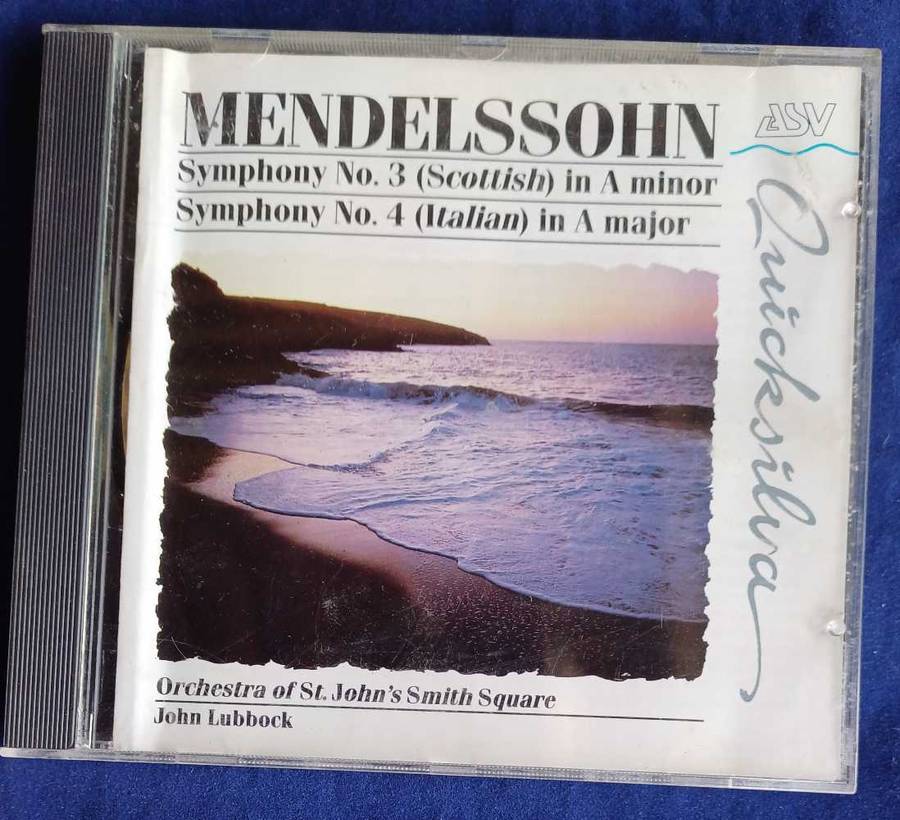 MENDELSSOHN
Symphony No. 3 (Scottish) in A minor
Symphony No. 4 (Italian) in A major
ASV
Quicksilva
Orchestra of St. John's Smith Square
John Lubbock